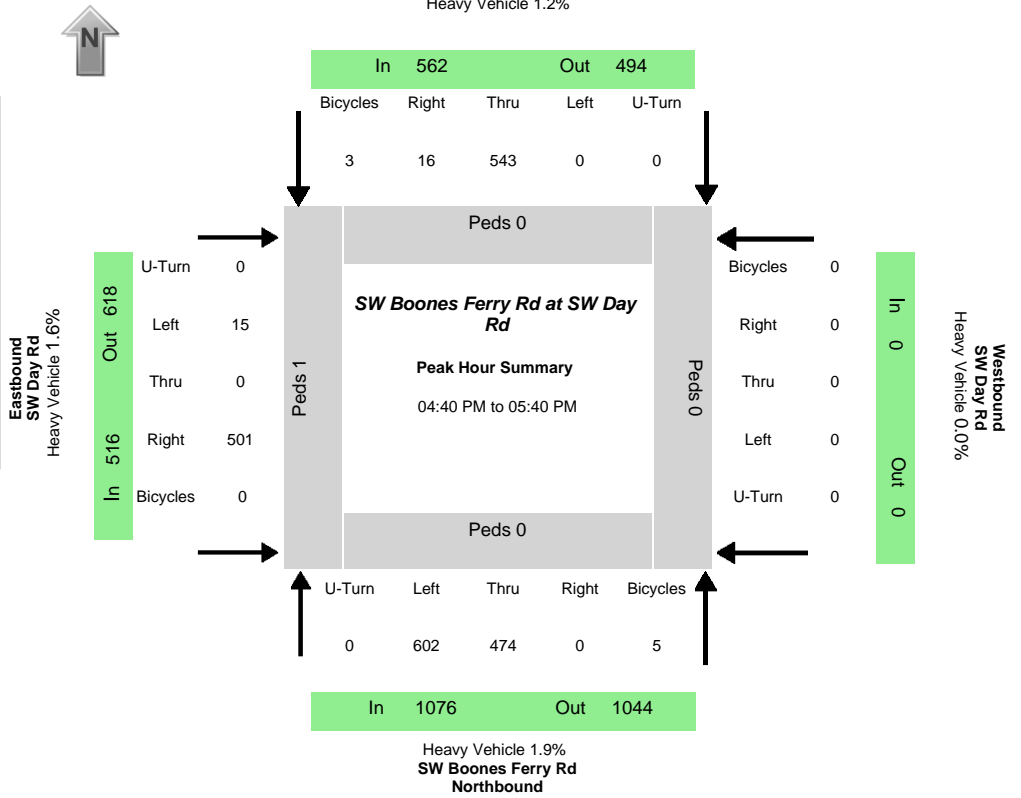 Heavy Vehicle 1.2%
N
In 562 Out 494
Bicycles Right Thru Left U-Turn
3 16 543 0 0
Peds 0
Eastbound
SW Day Rd
Heavy Vehicle 1.6%
In 516 Out 618
U-Turn 0
Left 15
Thru 0
Right 501
Bicycles 0
Peds 1
SW Boones Ferry Rd at SW Day
Rd
Peak Hour Summary
04:40 PM to 05:40 PM
Peds 0
Bicycles 0
Right 0
Thru 0
Left 0
U-Turn 0
In 0 Out 0
Westbound
SW Day Rd
Heavy Vehicle 0.0%
Peds 0
U-Turn Left Thru Right Bicycles
0 602 474 0 5
In 1076 Out 1044
Heavy Vehicle 1.9%
SW Boones Ferry Rd
Northbound